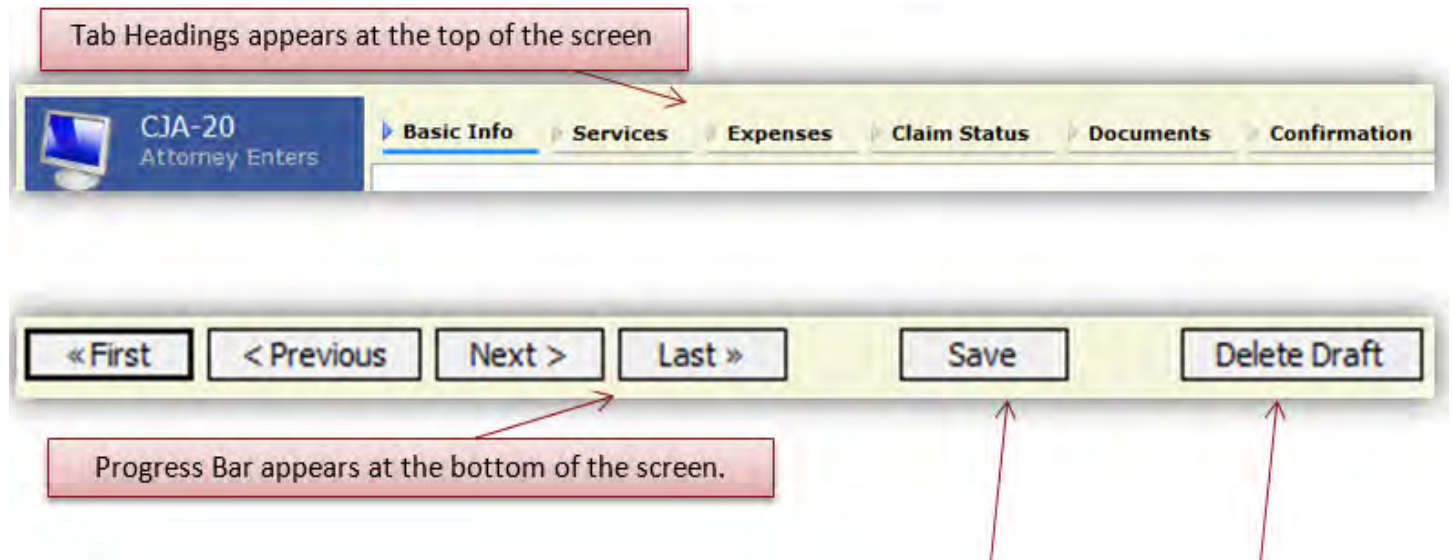 Tab Headings appears at the top of the screen
CJA-20
Attorney Enters
Basic Info Services Expenses Claim Status Documents Confirmation
« First < Previous Next > Last » Save Delete Draft
Progress Bar appears at the bottom of the screen.